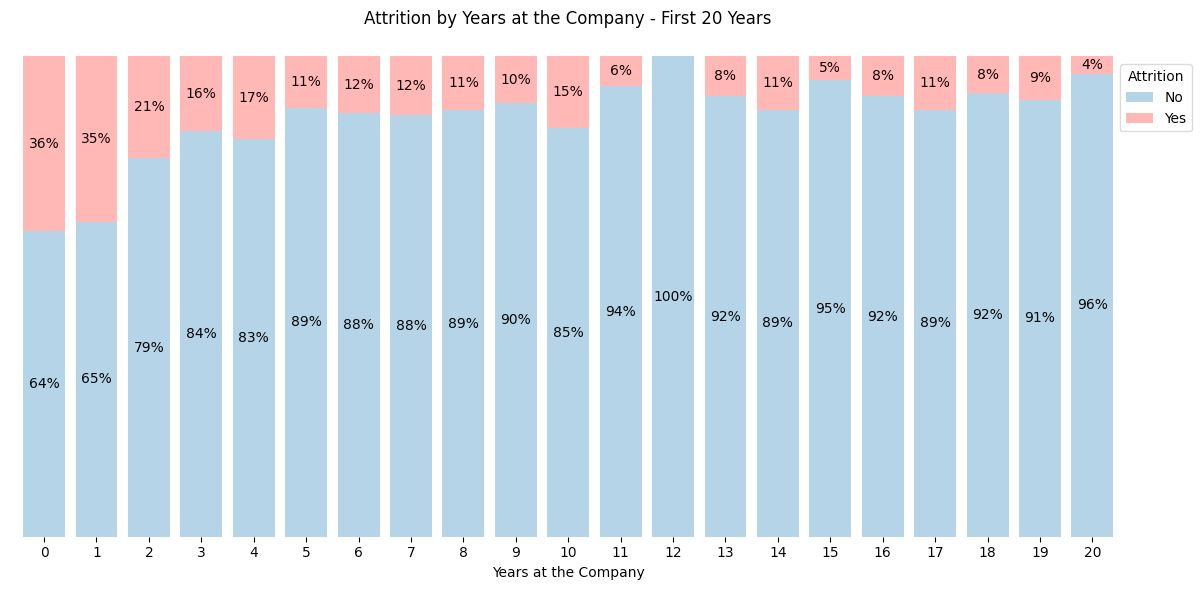 Attrition by Years at the Company - First 20 Years
36% 35% 21% 16% 17% 11% 12% 12% 11% 10% 15% 6% 8% 11% 5% 8% 11% 8% 9% 4%
Attrition
No
Yes
64% 65% 79% 84% 83% 89% 88% 88% 89% 90% 85% 94% 100% 92% 89% 95% 92% 89% 92% 91% 96%
0 1 2 3 4 5 6 7 8 9 10 11 12 13 14 15 16 17 18 19 20
Years at the Company